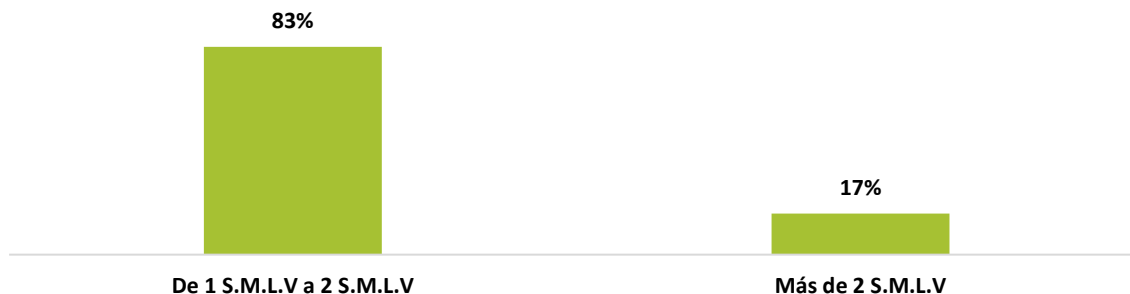 83%
17%
De 1 S.M.L.V a 2 S.M.L.V
Más de 2 S.M.L.V